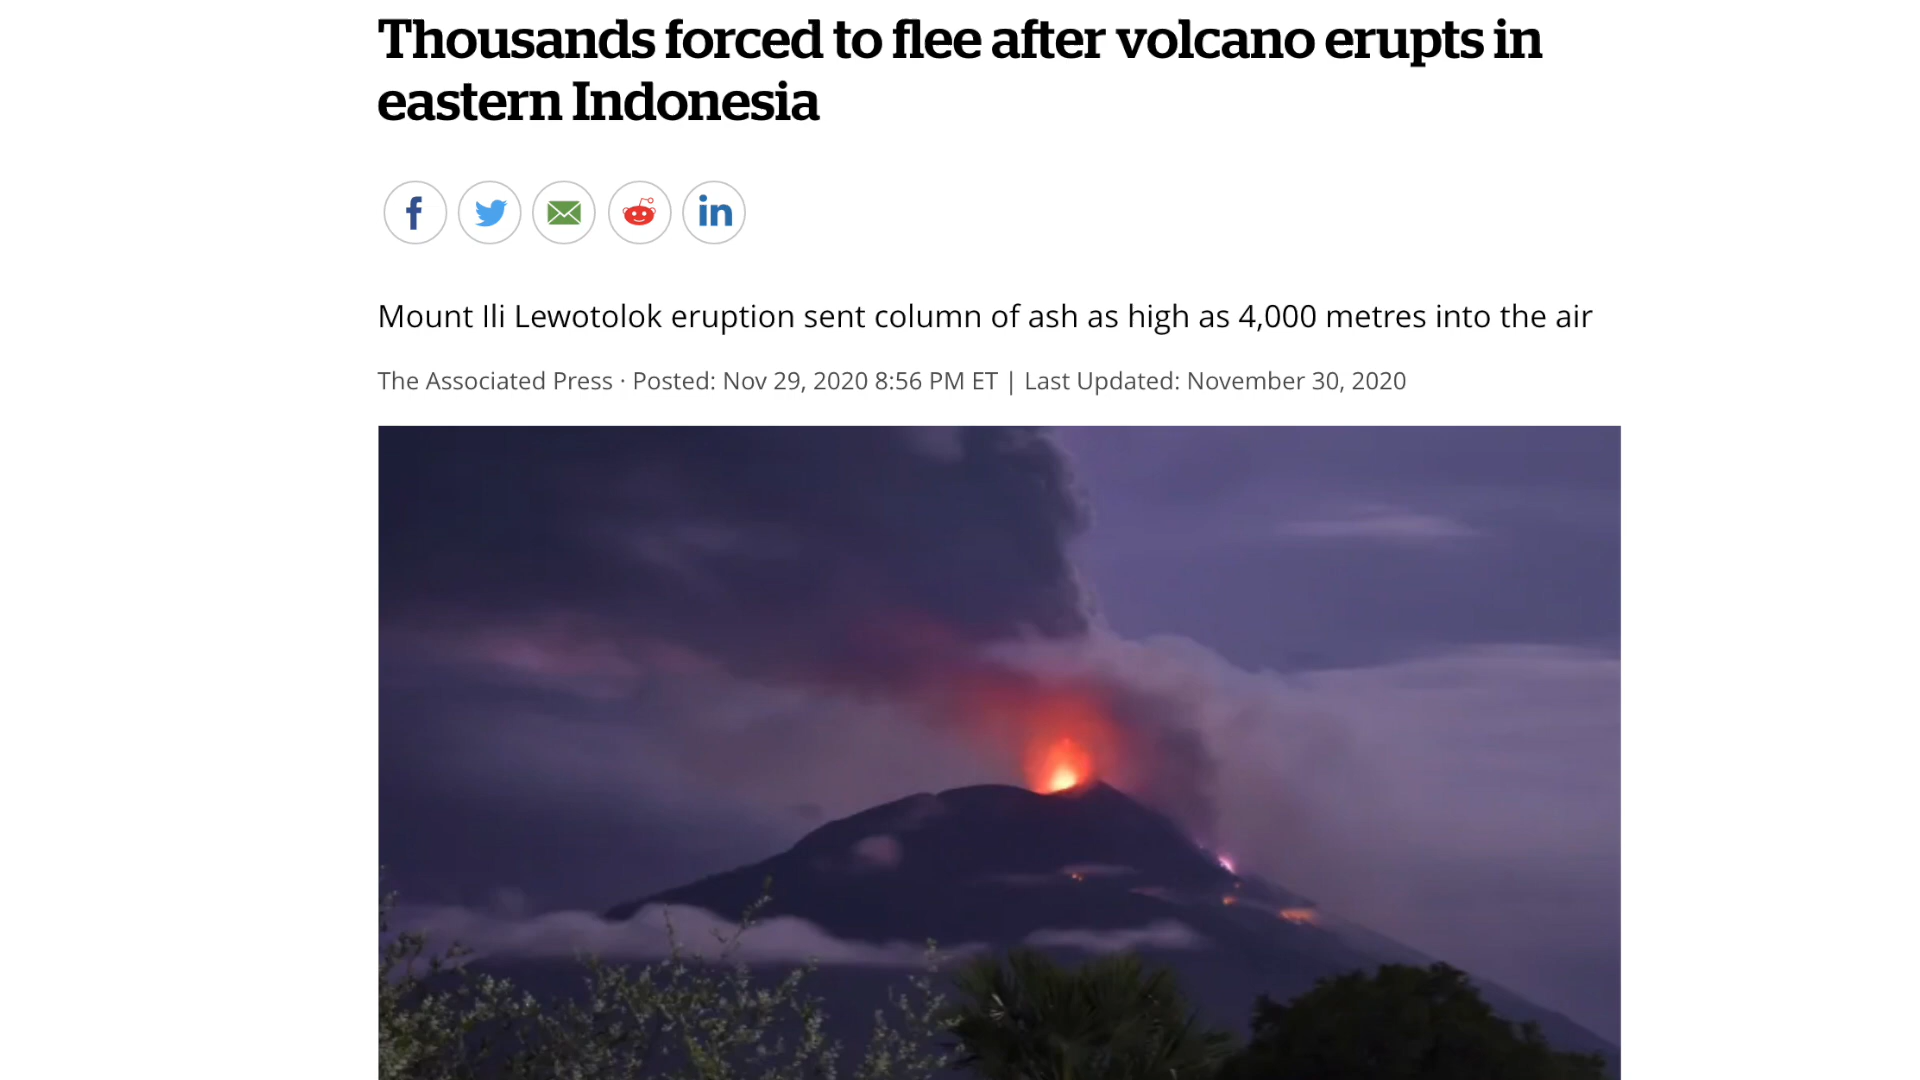 Thousands forced to flee after volcano erupts in
eastern Indonesia
f
in
Mount Ili Lewotolok eruption sent column of ash as high as 4,000 metres into the air
The Associated Press · Posted: Nov 29, 2020 8:56 PM ET | Last Updated: November 30, 2020